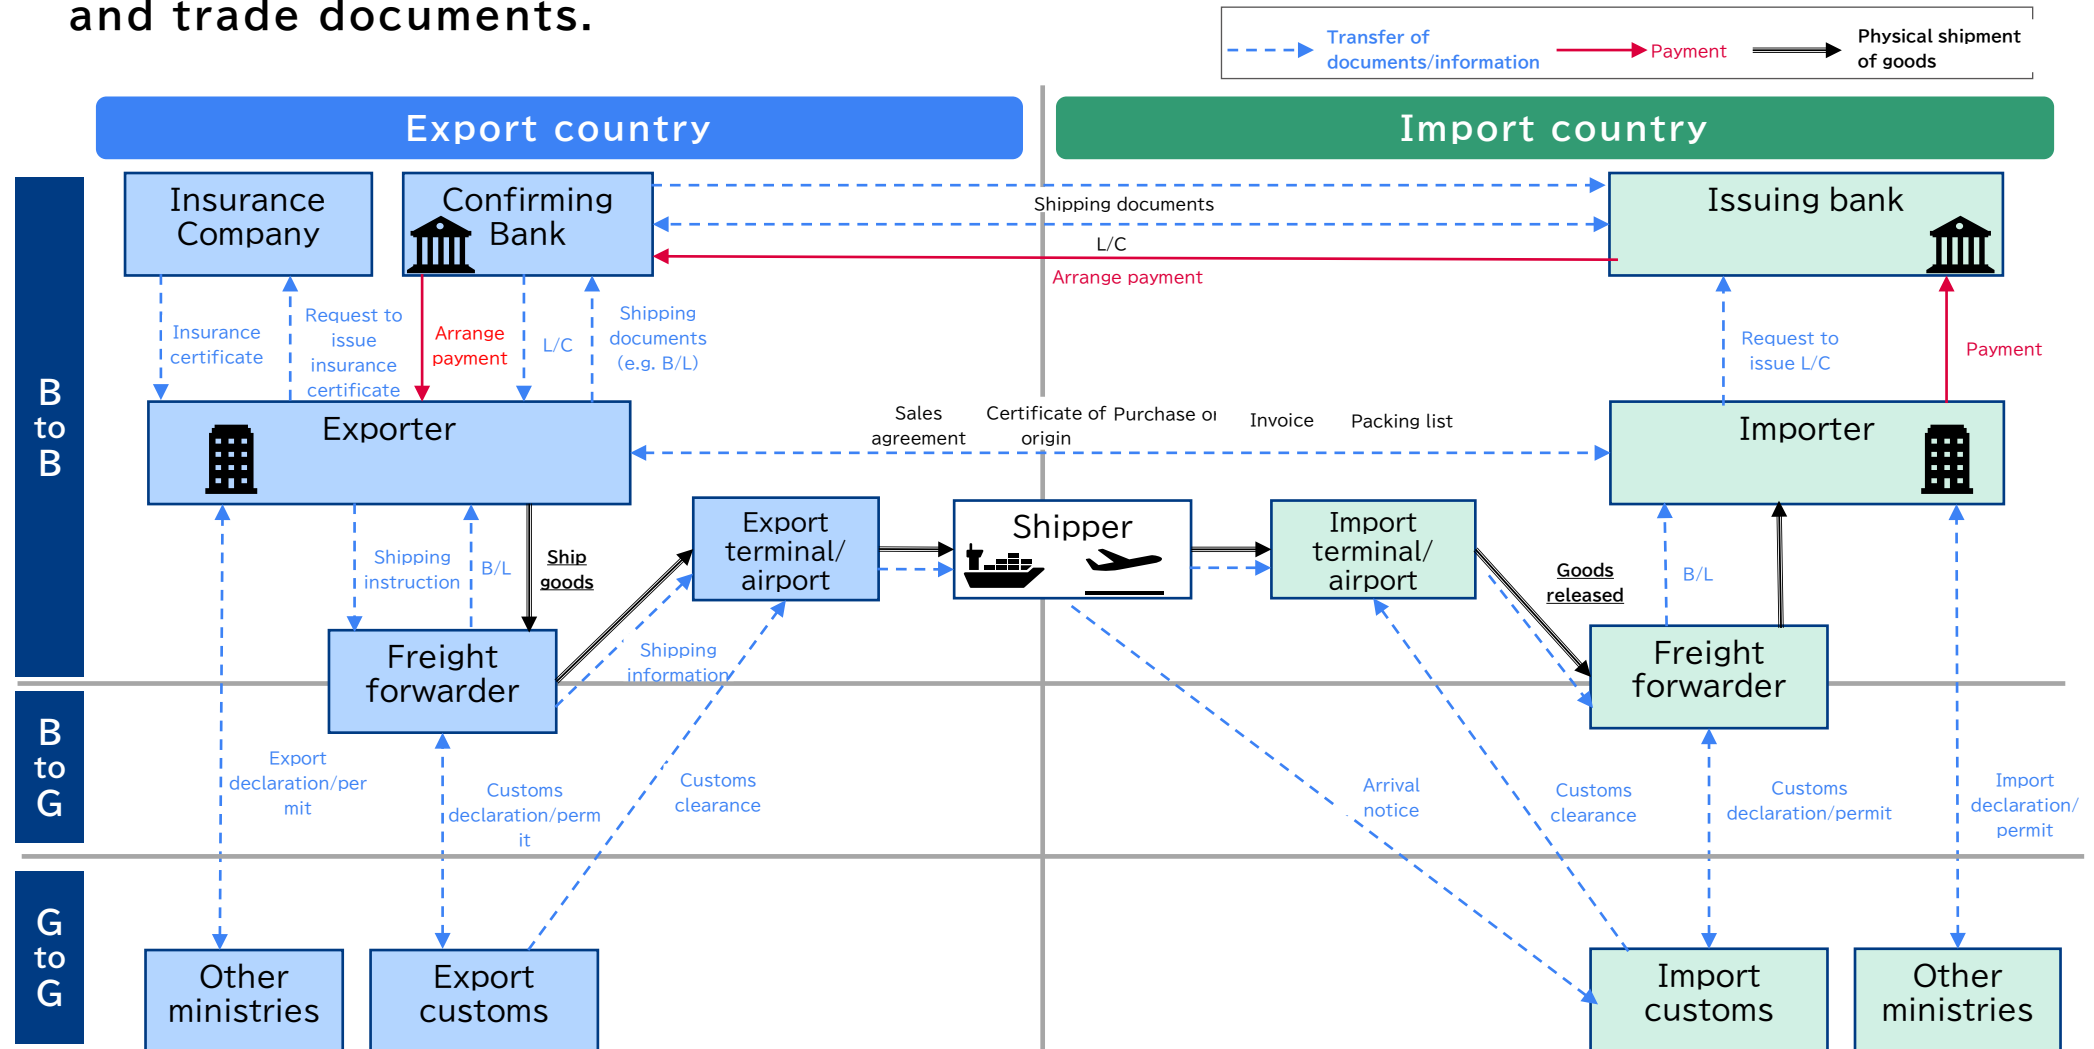 and trade documents.
Transfer of
documents/information
Payment
Physical shipment
of goods
Export country
Import country
B
to
B
Insurance
Company
Confirming
Bank
Shipping documents
L/C
Arrange payment
Issuing bank
Insurance
certificate
Request to
issue
insurance
certificate
Arrange
payment
L/C
Shipping
documents
(e.g. B/L)
Request to
issue L/C
Payment
Exporter
Sales
agreement
Certificate of
origin
Purchase or
Invoice
Packing list
Importer
Shipping
instruction
B/L
Ship
goods
Export
terminal/
airport
Shipper
Import
terminal/
airport
Goods
released
B/L
Freight
forwarder
Shipping
information
Freight
forwarder
B
to
G
Export
declaration/per
mit
Customs
declaration/perm
it
Customs
clearance
Arrival
notice
Customs
clearance
Customs
declaration/permit
Import
declaration/
permit
G
to
G
Other
ministries
Export
customs
Import
customs
Other
ministries